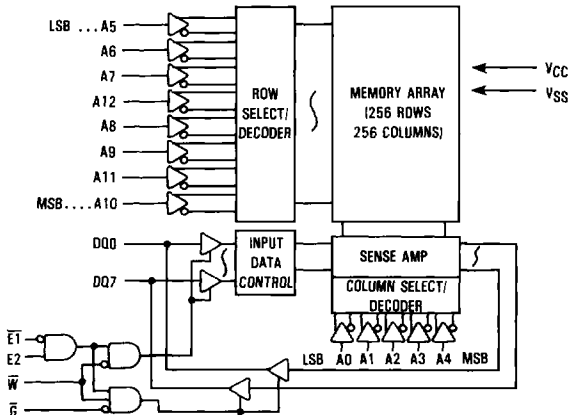 LSB ... A5
A6
A7
A12
A8
A9
A11
MSB.... A10
ROW
SELECT/
DECODER
MEMORY ARRAY
(256 ROWS
256 COLUMNS)
VCC
VSS
DQ0
DQ7
INPUT
DATA
CONTROL
SENSE AMP
COLUMN SELECT/
DECODER
LSB A0 A1 A2 A3 A4 MSB
E̅1̅
E2
W̅
G̅